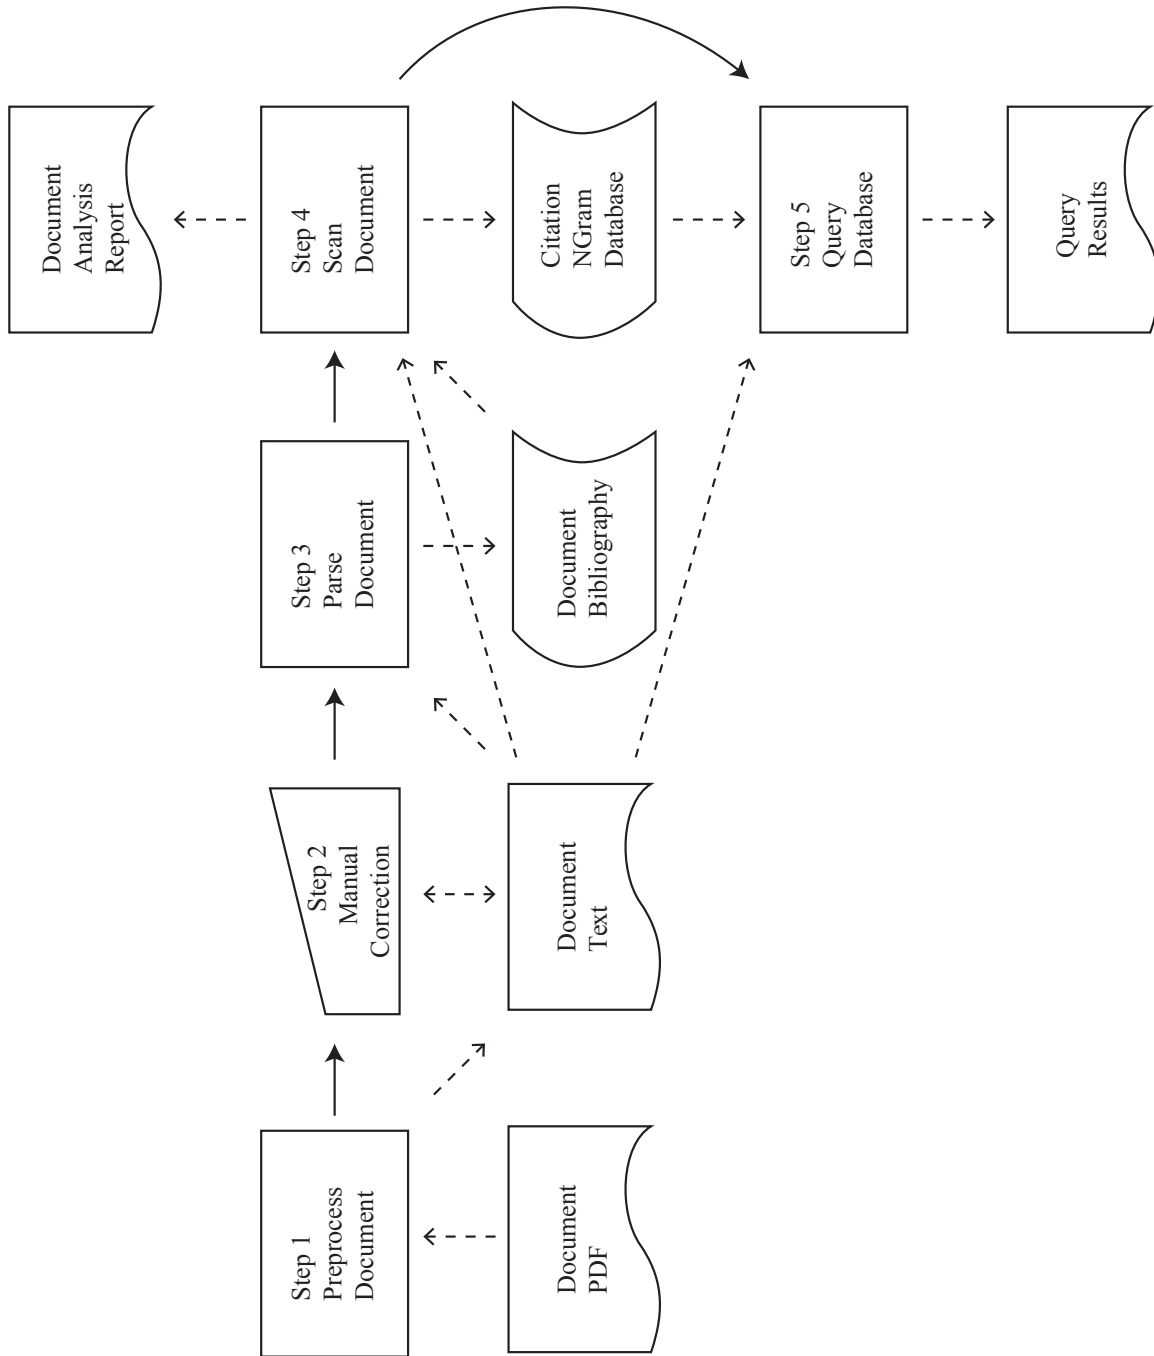 Step 1
Preprocess
Document
Step 2
Manual
Correction
Step 3
Parse
Document
Step 4
Scan
Document
Document
Analysis
Report
Document
PDF
Document
Text
Document
Bibliography
Citation
NGram
Database
Step 5
Query
Database
Query
Results